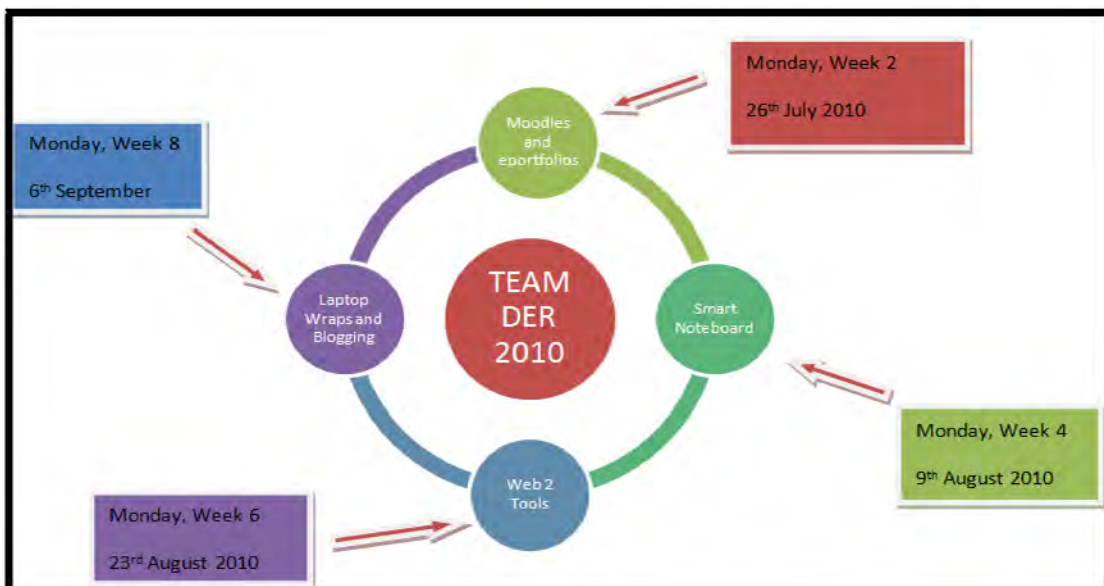 Monday, Week 2
26th July 2010
Moodles
and
eportfolios
Monday, Week 8
6th September
TEAM
DER
2010
Laptop
Wraps and
Blogging
Smart
Noteboard
Monday, Week 4
9th August 2010
Web 2
Tools
Monday, Week 6
23rd August 2010